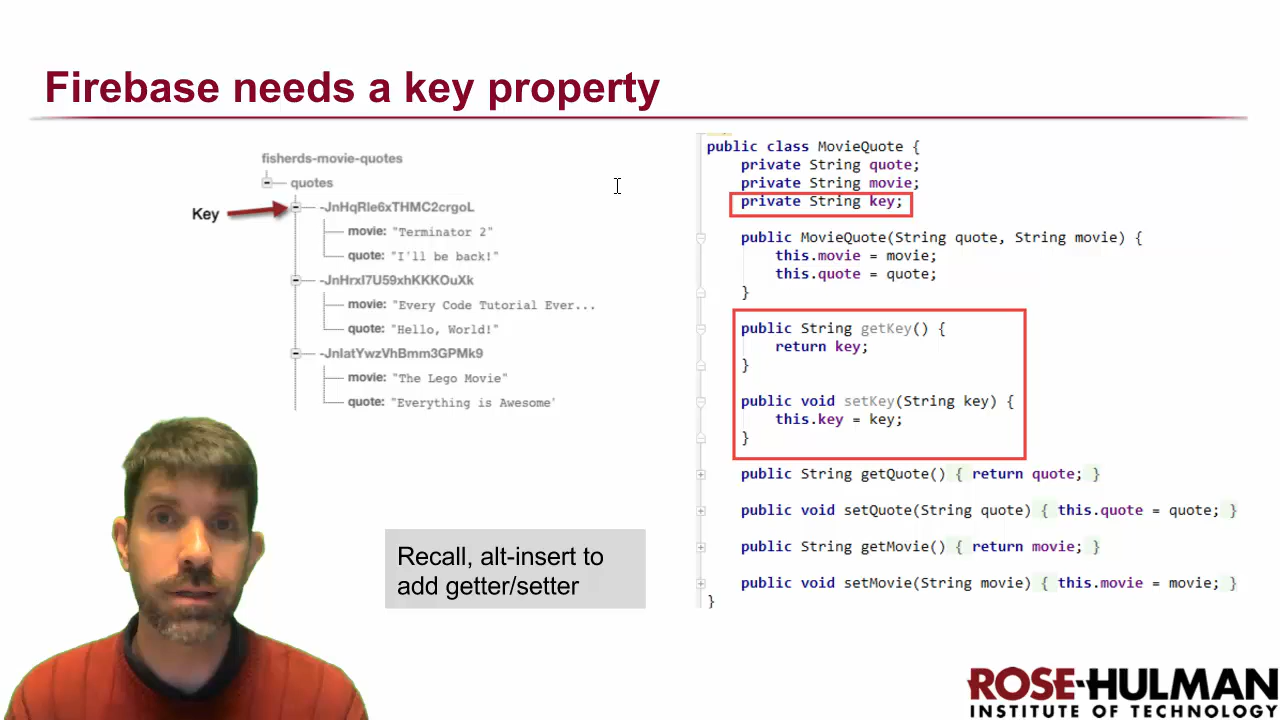 Firebase needs a key property
fisherds-movie-quotes
quotes
Key
-JnHqRle6xTHMC2crgoL
movie: "Terminator 2"
quote: "I'll be back!"
-JnHrxI7U59xhKKKOuXk
movie: "Every Code Tutorial Ever...
quote: "Hello, World!"
-JnIatYwzVhBmm3GPMk9
movie: "The Lego Movie"
quote: "Everything is Awesome'
public class MovieQuote {
private String quote;
private String movie;
private String key;
public MovieQuote(String quote, String movie) {
this.movie = movie;
this.quote = quote;
}
public String getKey() {
return key;
}
public void setKey(String key) {
this.key = key;
}
public String getQuote() { return quote; }
public void setQuote(String quote) { this.quote = quote; }
public String getMovie() { return movie; }
public void setMovie(String movie) { this.movie = movie; }
}
Recall, alt-insert to
add getter/setter
ROSE-HULMAN
INSTITUTE OF TECHNOLOGY